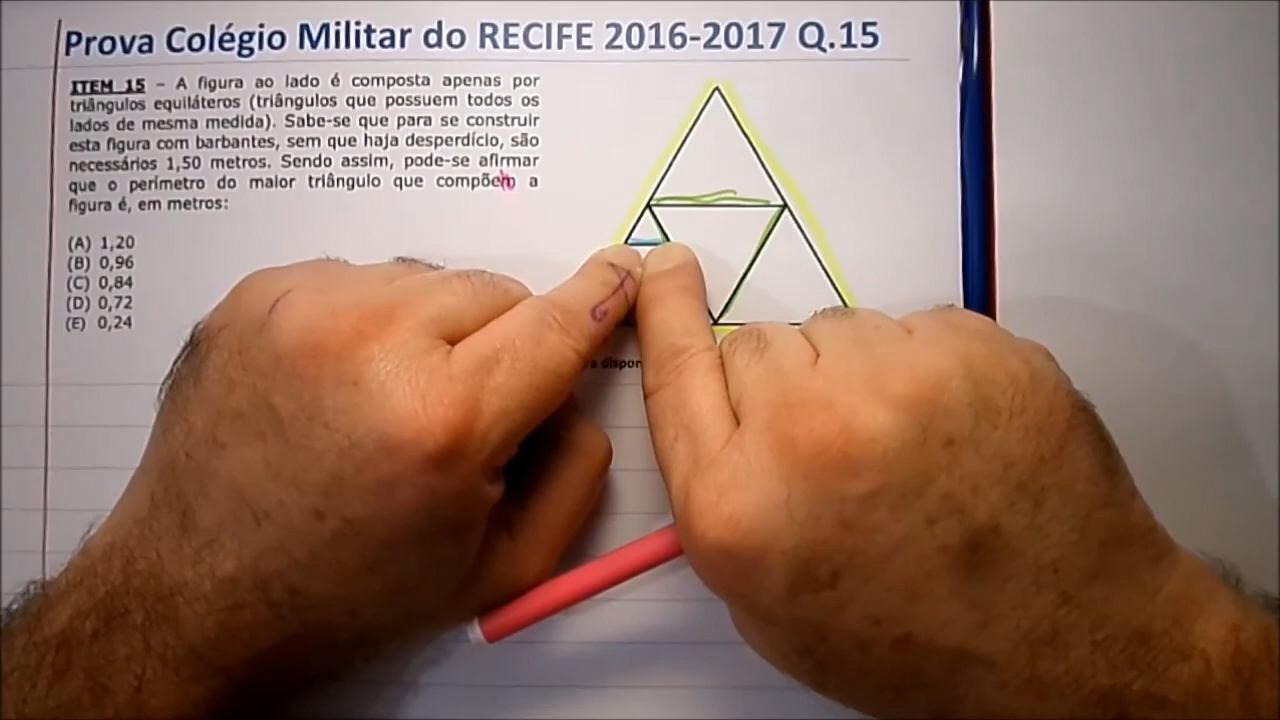 Prova Colégio Militar do RECIFE 2016-2017 Q.15
ITEM 15 – A figura ao lado é composta apenas por
triângulos equiláteros (triângulos que possuem todos os
lados de mesma medida). Sabe-se que para se construir
esta figura com barbantes, sem que haja desperdício, são
necessários 1,50 metros. Sendo assim, pode-se afirmar
que o perímetro do maior triângulo que compõem a
figura é, em metros:
(A) 1,20
(B) 0,96
(C) 0,84
(D) 0,72
(E) 0,24